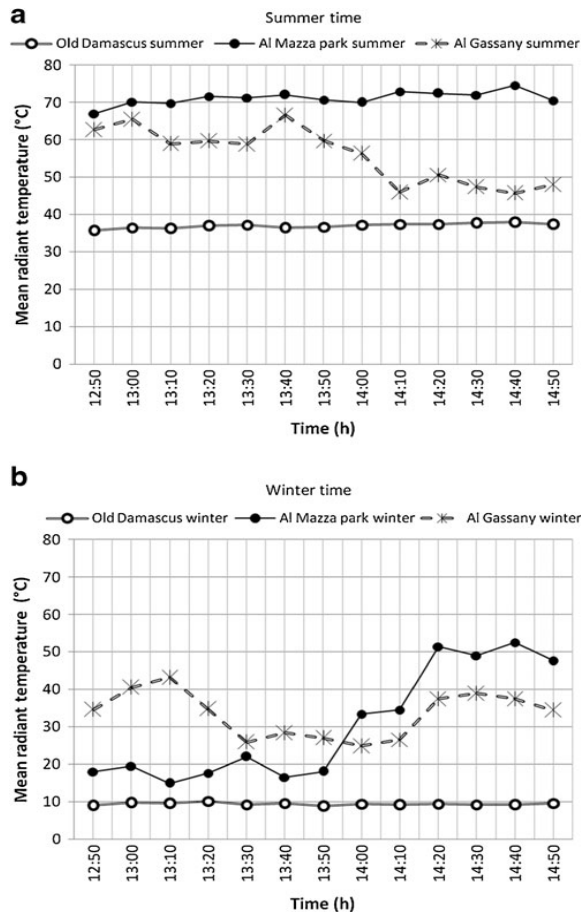 a
Summer time
Old Damascus summer Al Mazza park summer Al Gassany summer
80
70
60
50
40
30
20
10
0
Mean radiant temperature (°C)
12:50 13:00 13:10 13:20 13:30 13:40 13:50 14:00 14:10 14:20 14:30 14:40 14:50
Time (h)
b
Winter time
Old Damascus winter Al Mazza park winter Al Gassany winter
80
70
60
50
40
30
20
10
0
Mean radiant temperature (°C)
12:50 13:00 13:10 13:20 13:30 13:40 13:50 14:00 14:10 14:20 14:30 14:40 14:50
Time (h)